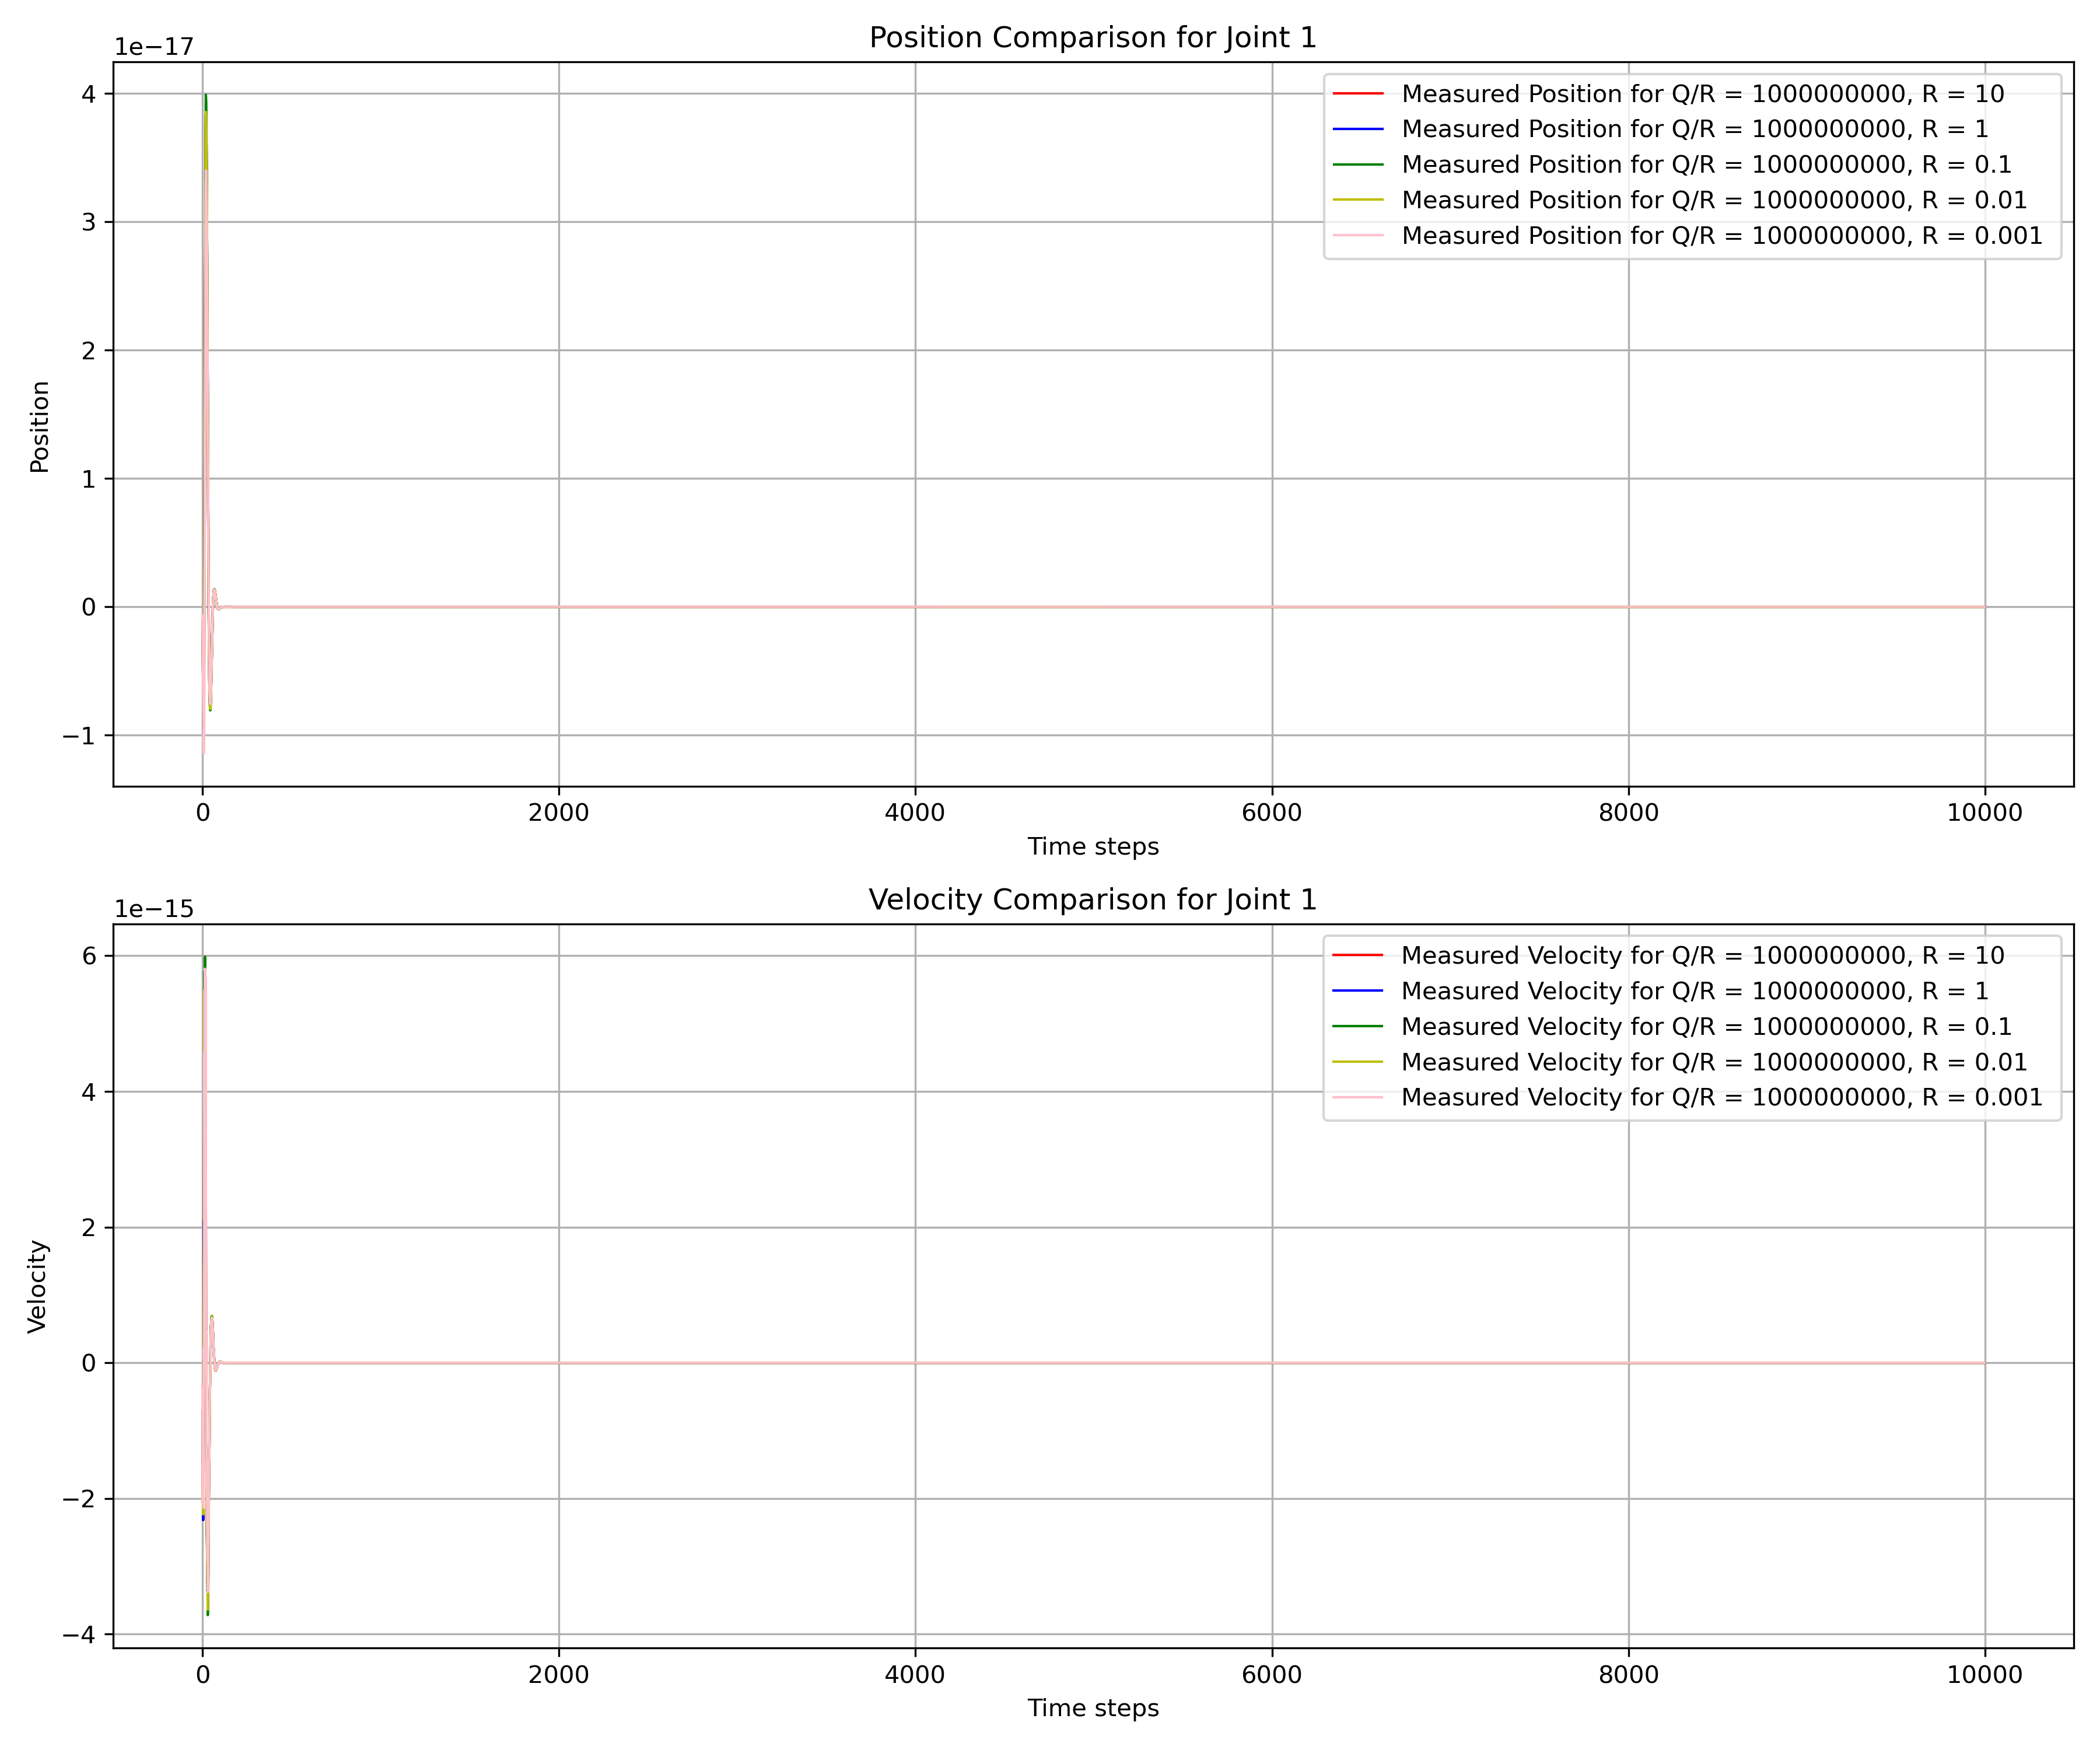 Position Comparison for Joint 1
1e−17
Measured Position for Q/R = 1000000000, R = 10
Measured Position for Q/R = 1000000000, R = 1
Measured Position for Q/R = 1000000000, R = 0.1
Measured Position for Q/R = 1000000000, R = 0.01
Measured Position for Q/R = 1000000000, R = 0.001
4
3
2
1
0
−1
Position
0 2000 4000 6000 8000 10000
Time steps
Velocity Comparison for Joint 1
1e−15
Measured Velocity for Q/R = 1000000000, R = 10
Measured Velocity for Q/R = 1000000000, R = 1
Measured Velocity for Q/R = 1000000000, R = 0.1
Measured Velocity for Q/R = 1000000000, R = 0.01
Measured Velocity for Q/R = 1000000000, R = 0.001
6
4
2
0
−2
−4
Velocity
0 2000 4000 6000 8000 10000
Time steps